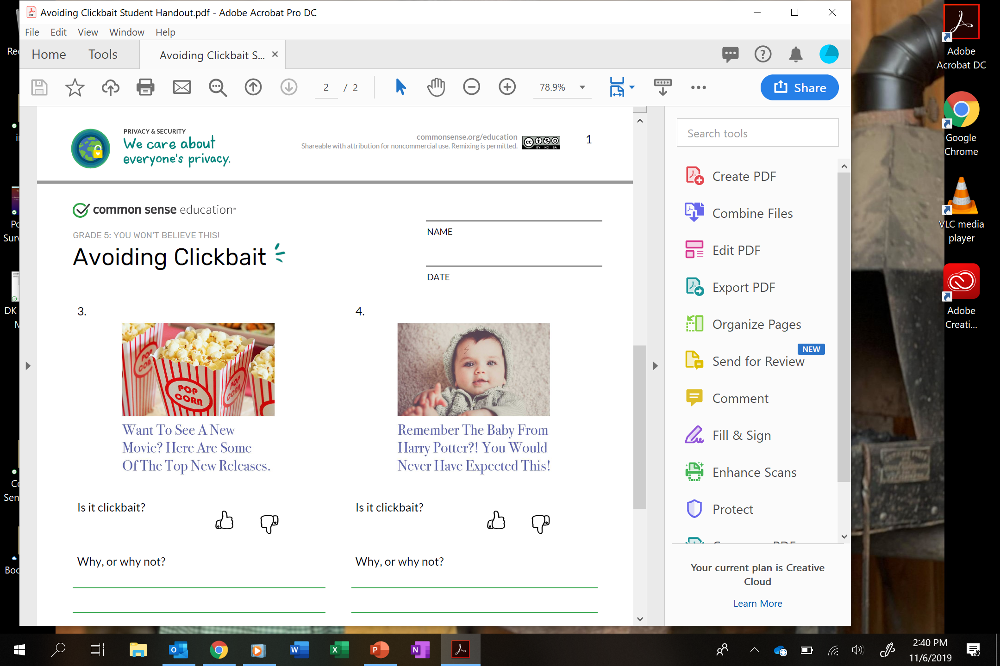 Avoiding Clickbait Student Handout.pdf - Adobe Acrobat Pro DC
File Edit View Window Help
Home Tools Avoiding Clickbait S... ×
2 / 2 78.9% Share
PRIVACY & SECURITY
We care about
everyone's privacy.
commonsense.org/education
Shareable with attribution for noncommercial use. Remixing is permitted.
cc BY NC SA
1
common sense education
GRADE 5: YOU WON'T BELIEVE THIS!
Avoiding Clickbait
NAME
DATE
3.
POP CORN
POP
CORN
POP
Want To See A New
Movie? Here Are Some
Of The Top New Releases.
Is it clickbait?
Why, or why not?
4.
Remember The Baby From
Harry Potter?! You Would
Never Have Expected This!
Is it clickbait?
Why, or why not?
Search tools
Create PDF
Combine Files
Edit PDF
Export PDF
Organize Pages
NEW
Send for Review
Comment
Fill & Sign
Enhance Scans
Protect
Your current plan is Creative
Cloud
Learn More
Adobe
Acrobat DC
Google
Chrome
VLC media
player
Adobe
Creati...
DK
2:40 PM
11/6/2019